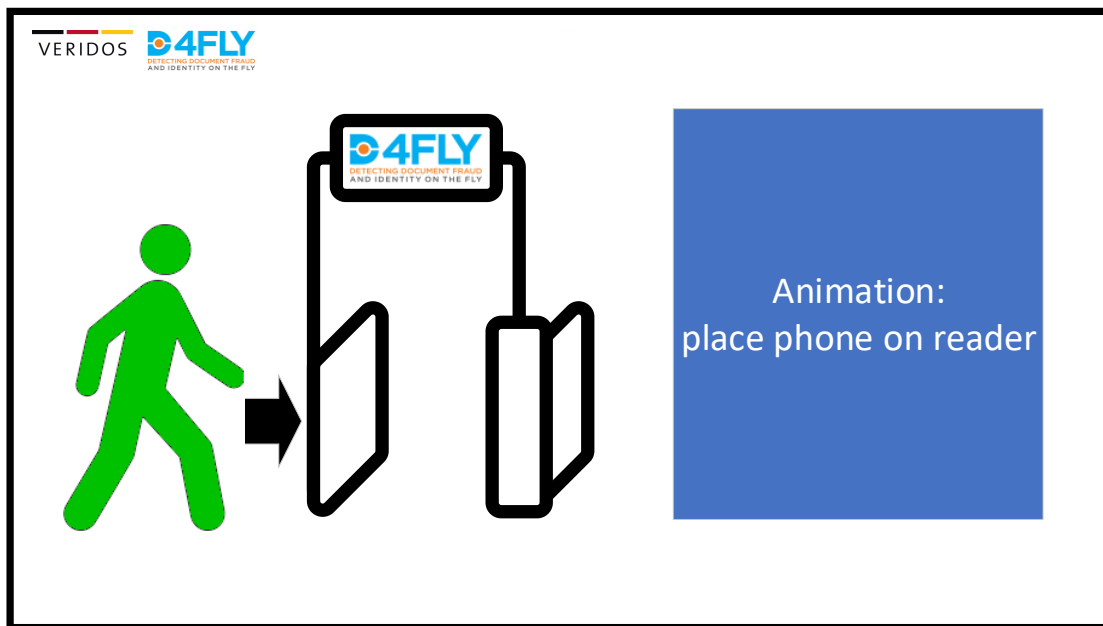 VERIDOS
D4FLY
DETECTING DOCUMENT FRAUD
AND IDENTITY ON THE FLY
D4FLY
DETECTING DOCUMENT FRAUD
AND IDENTITY ON THE FLY
Animation:
place phone on reader